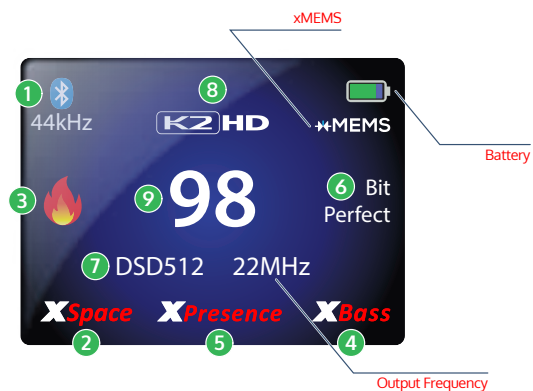 xMEMS
1
8
44kHz
K2HD
xMEMS
Battery
3
9
98
6 Bit
Perfect
7 DSD512 22MHz
XSpace XPresence XBass
2
5
4
Output Frequency